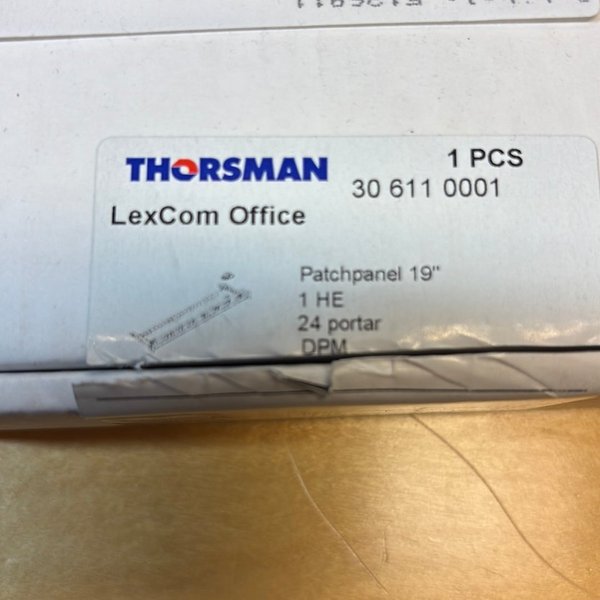 THORSMAN
1 PCS
30 611 0001
LexCom Office
Patchpanel 19"
1 HE
24 portar
DPM